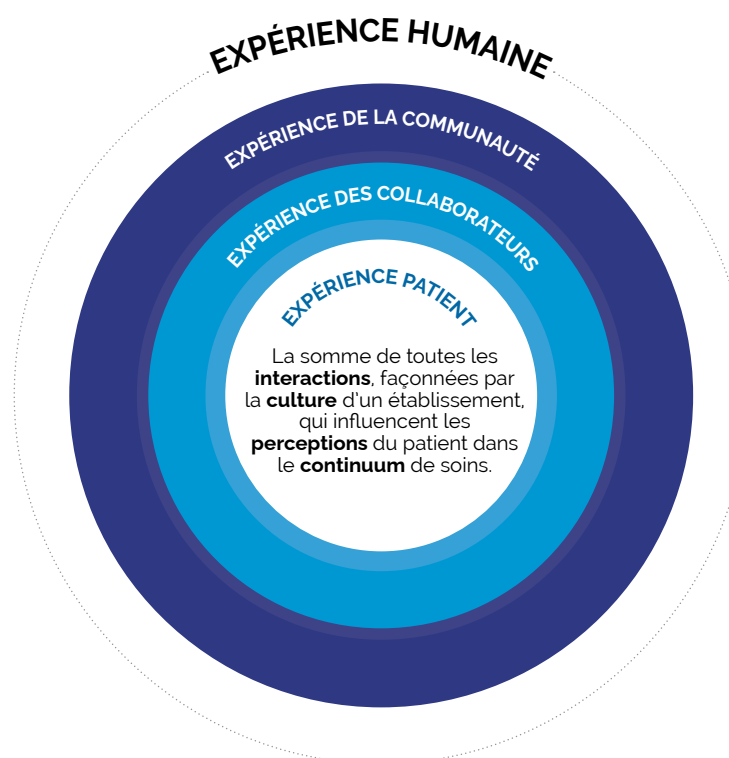 EXPÉRIENCE HUMAINE
EXPÉRIENCE DE LA COMMUNAUTÉ
EXPÉRIENCE DES COLLABORATEURS
EXPÉRIENCE PATIENT
La somme de toutes les
interactions, façonnées par
la culture d'un établissement,
qui influencent les
perceptions du patient dans
le continuum de soins.